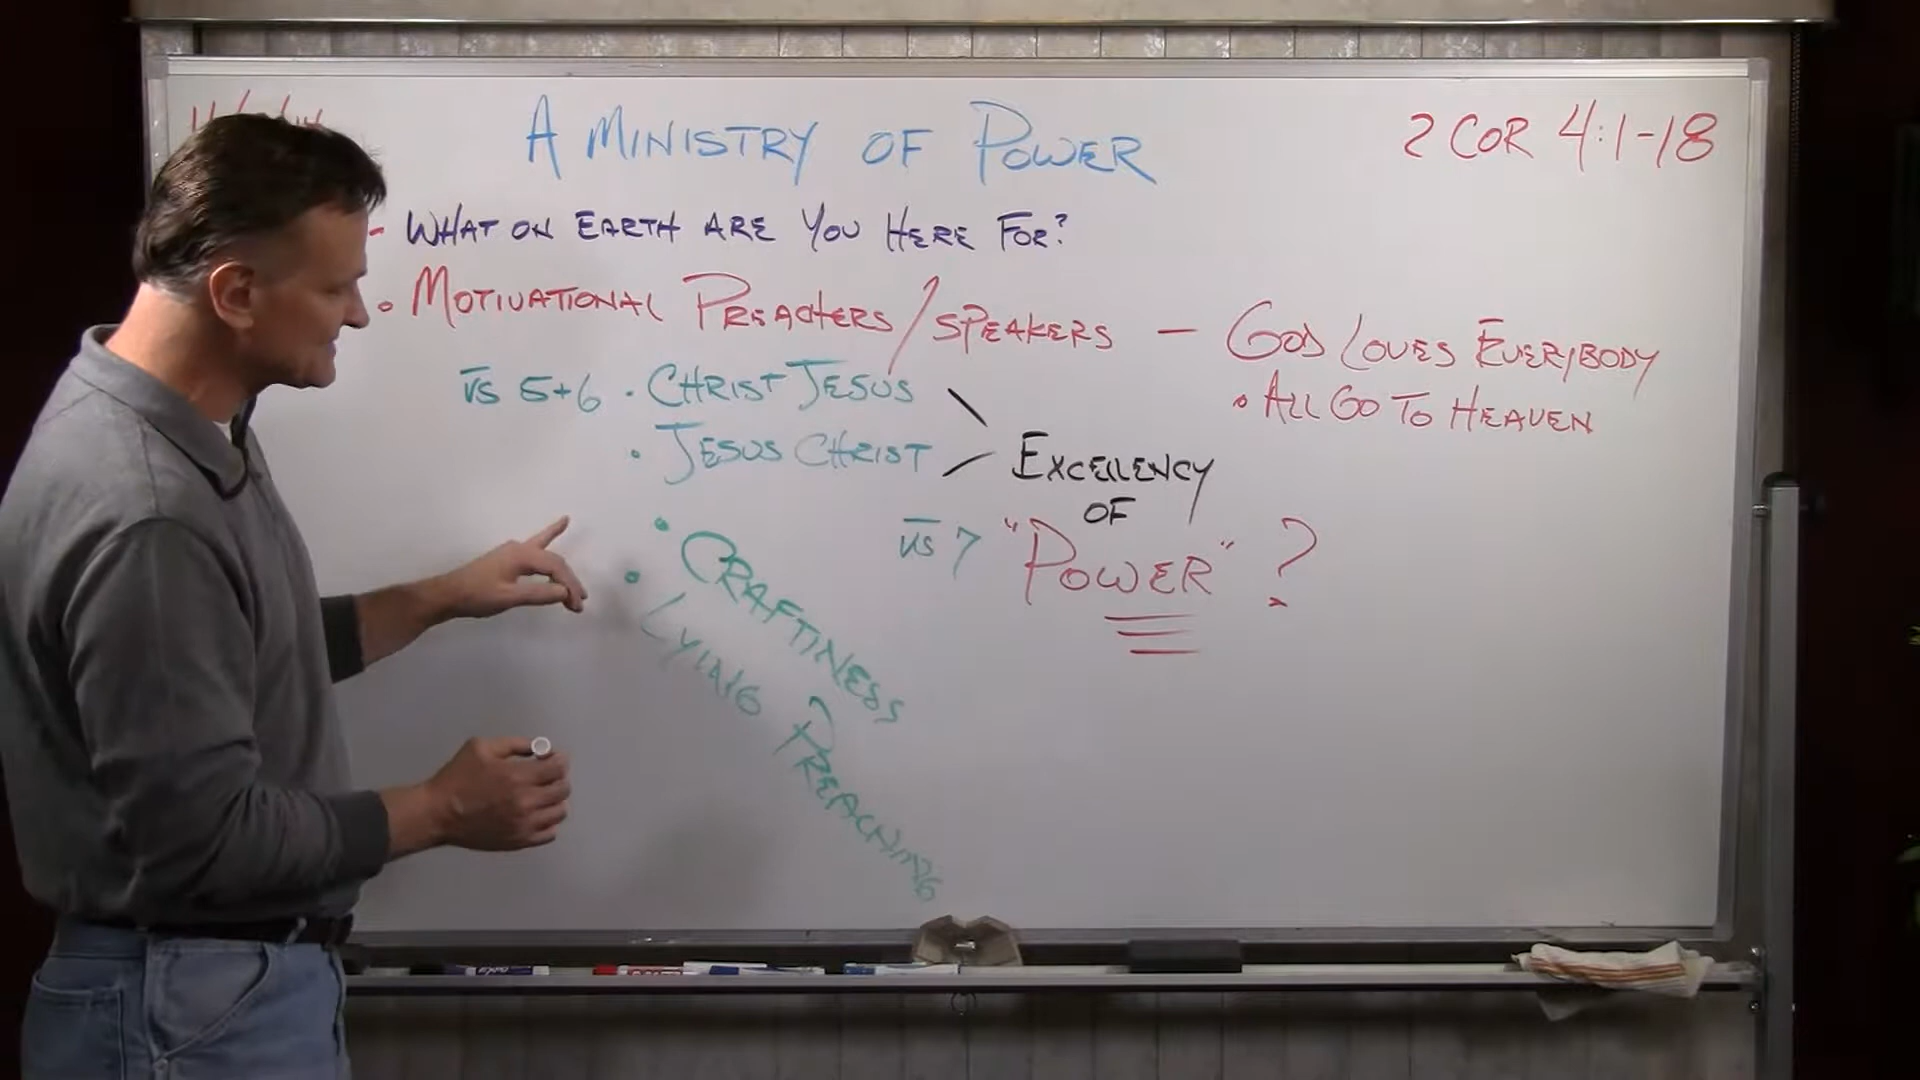 A MINISTRY OF POWER
2 COR 4:1-18
- WHAT ON EARTH ARE YOU HERE FOR?
• MOTIVATIONAL PREACHERS/SPEAKERS — GOD LOVES EVERYBODY
• ALL GO TO HEAVEN
VS 5+6 • CHRIST JESUS
• JESUS CHRIST
EXCELLENCY
OF
VS 7 "POWER" ?
• CRAFTINESS
• LYING PREACHING